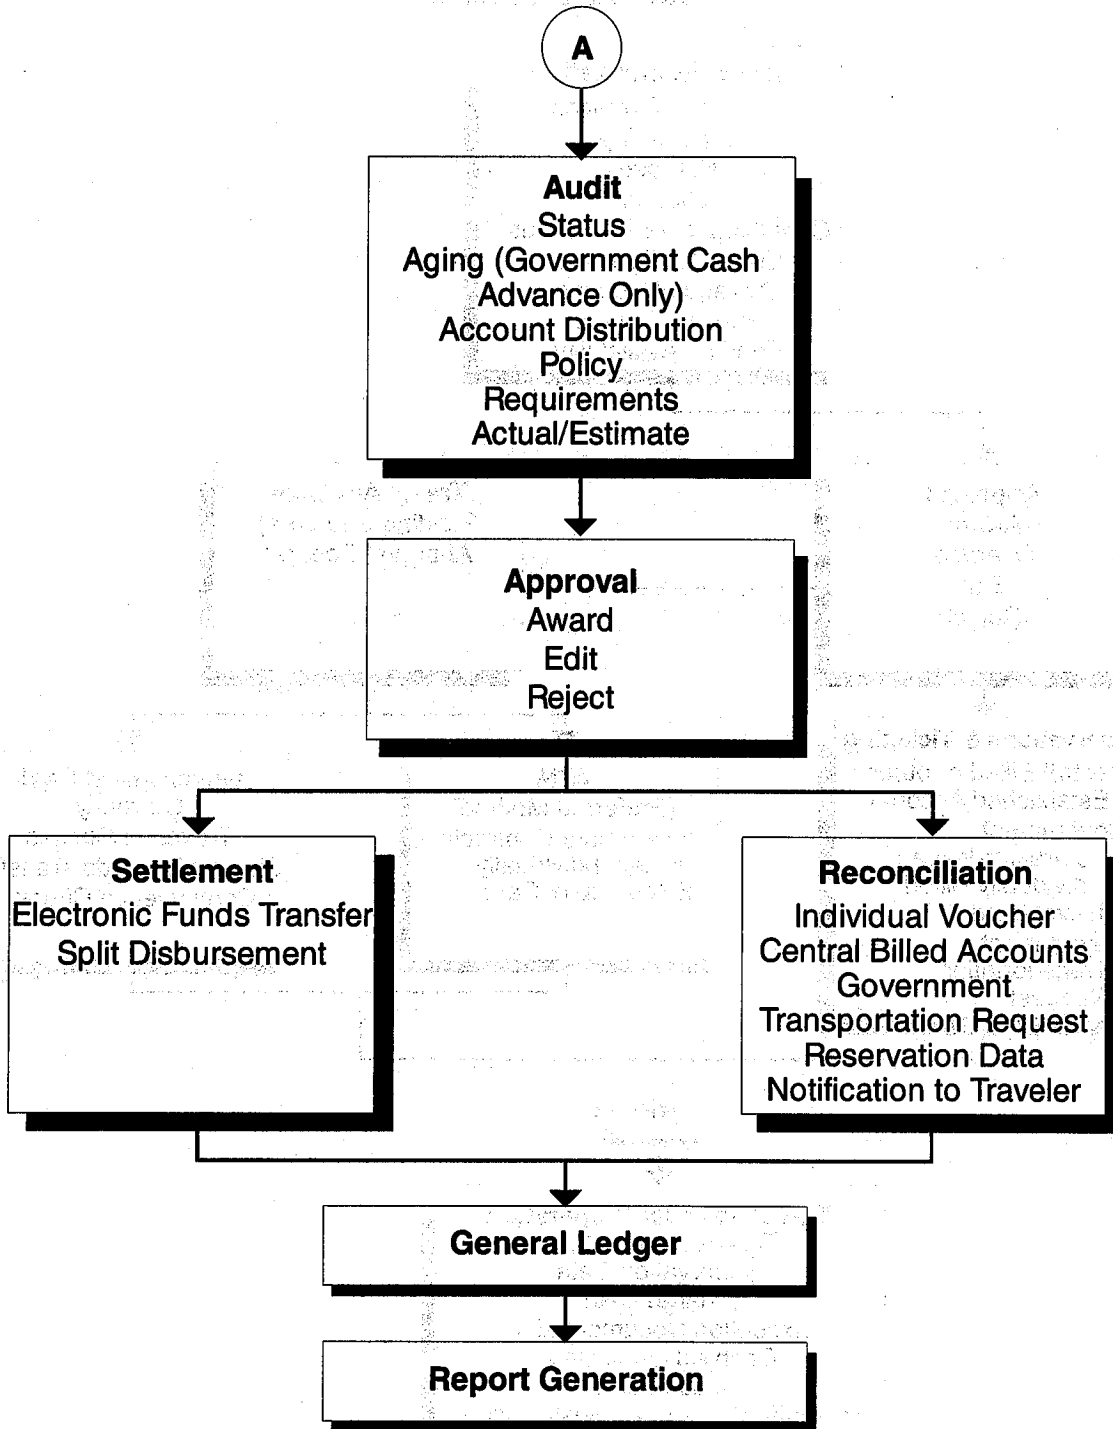 A
Audit
Status
Aging (Government Cash
Advance Only)
Account Distribution
Policy
Requirements
Actual/Estimate
Approval
Award
Edit
Reject
Settlement
Electronic Funds Transfer
Split Disbursement
Reconciliation
Individual Voucher
Central Billed Accounts
Government
Transportation Request
Reservation Data
Notification to Traveler
General Ledger
Report Generation